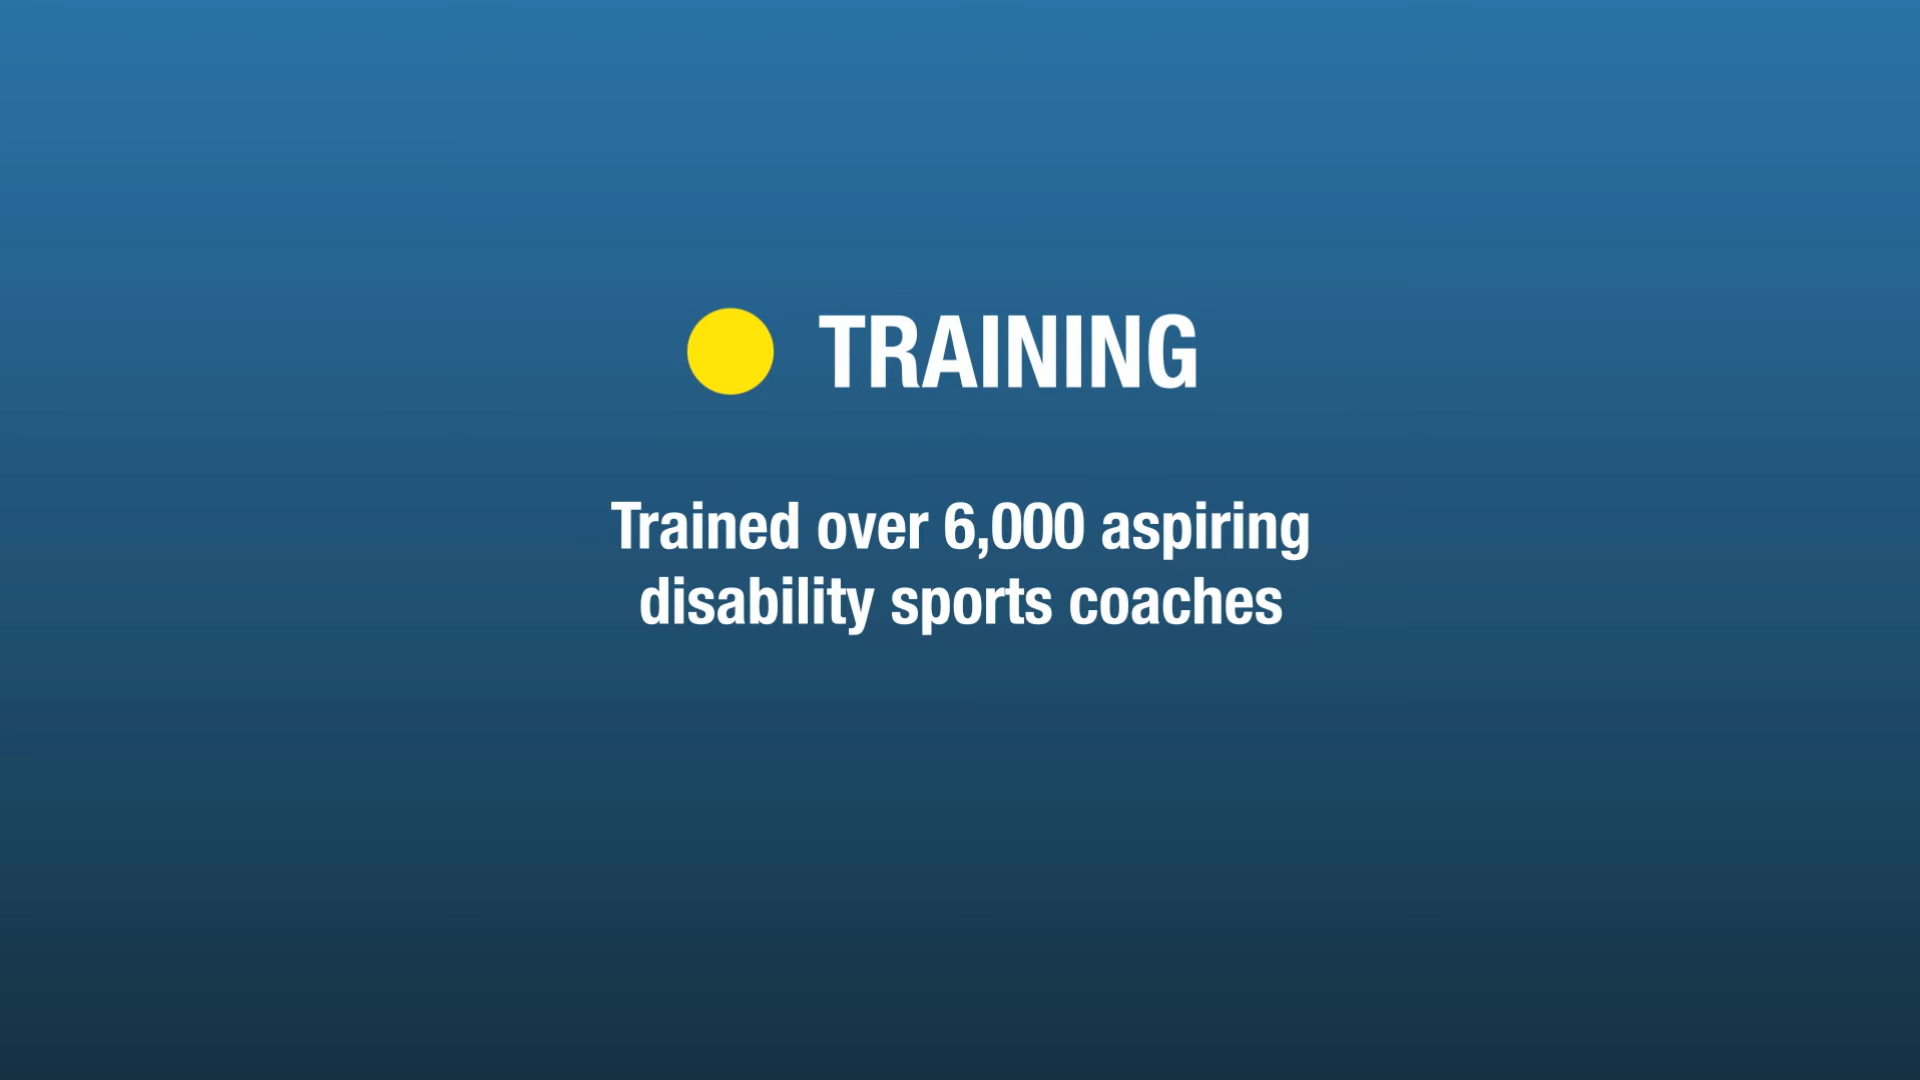 TRAINING
Trained over 6,000 aspiring
disability sports coaches